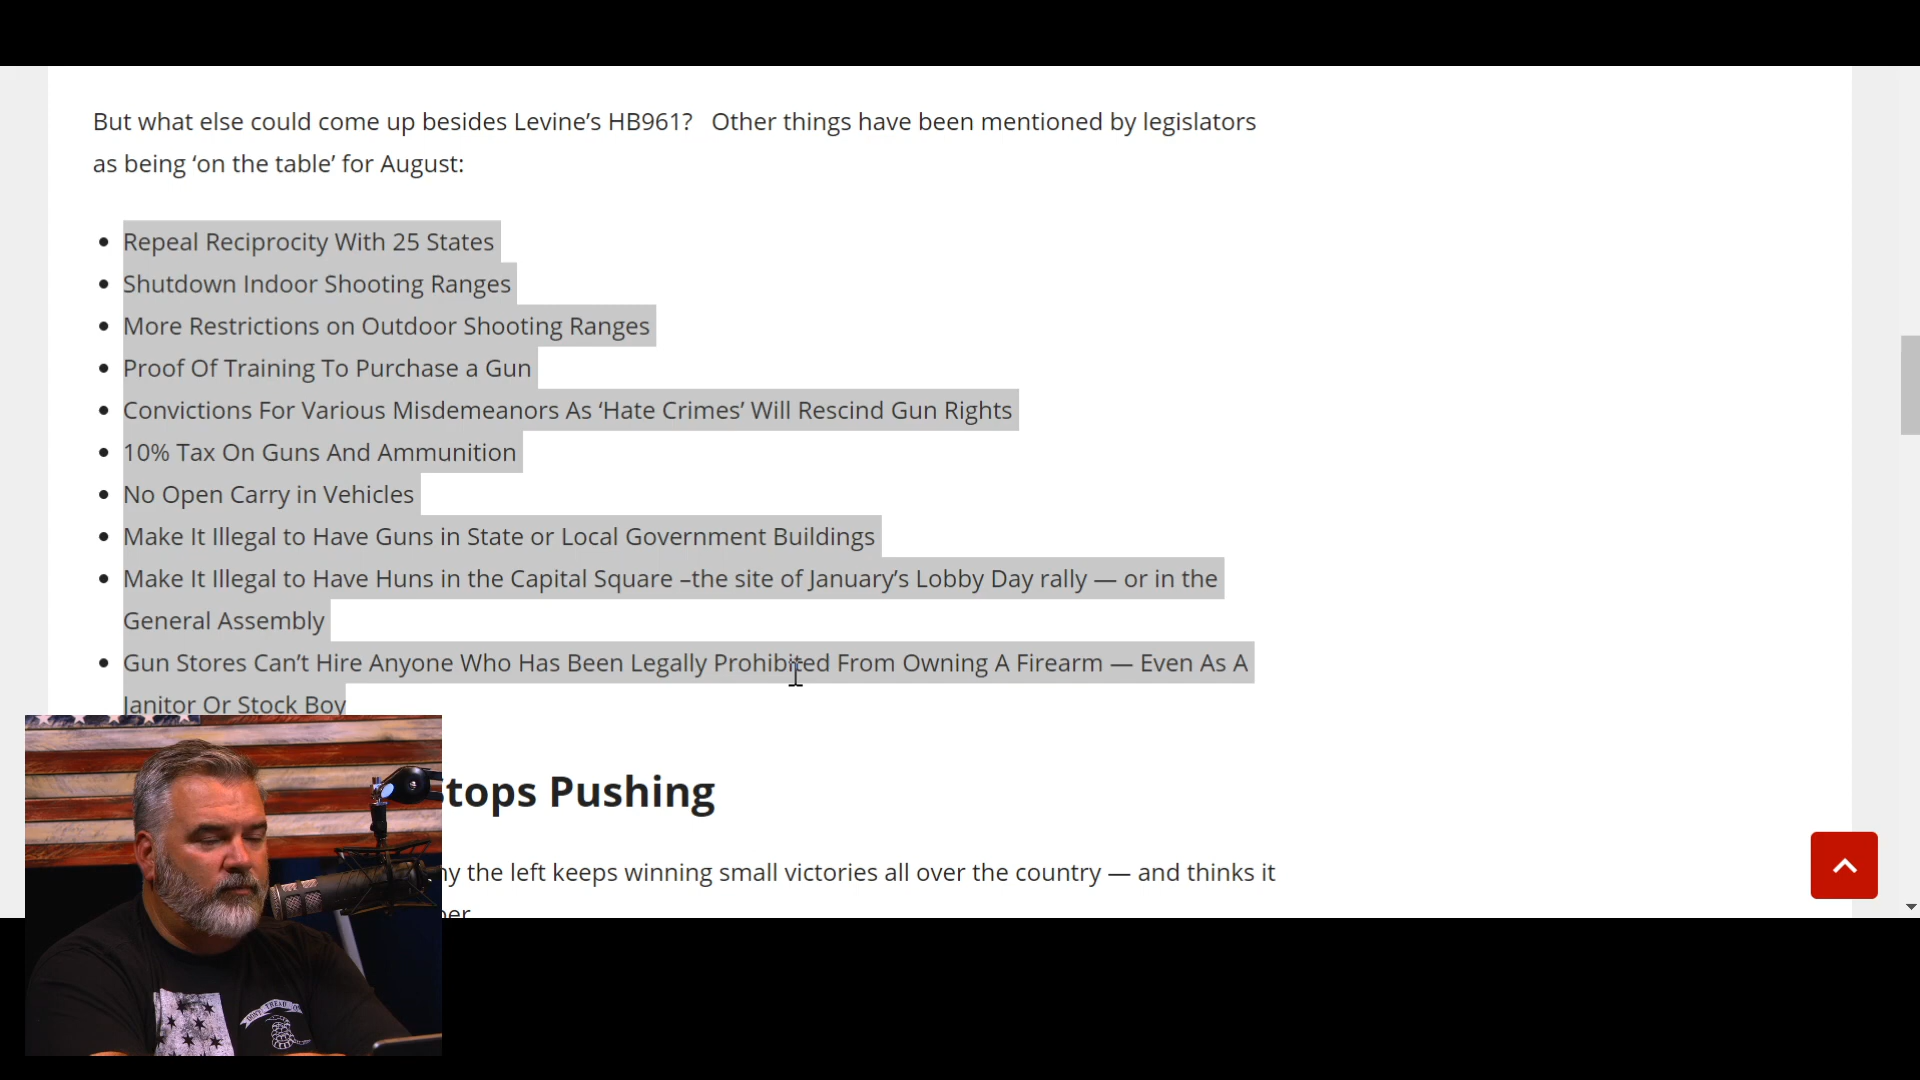 But what else could come up besides Levine’s HB961?   Other things have been mentioned by legislators
as being ‘on the table’ for August:
Repeal Reciprocity With 25 States
Shutdown Indoor Shooting Ranges
More Restrictions on Outdoor Shooting Ranges
Proof Of Training To Purchase a Gun
Convictions For Various Misdemeanors As ‘Hate Crimes’ Will Rescind Gun Rights
10% Tax On Guns And Ammunition
No Open Carry in Vehicles
Make It Illegal to Have Guns in State or Local Government Buildings
Make It Illegal to Have Huns in the Capital Square –the site of January’s Lobby Day rally — or in the
General Assembly
Gun Stores Can’t Hire Anyone Who Has Been Legally Prohibited From Owning A Firearm — Even As A
Janitor Or Stock Boy
tops Pushing
the left keeps winning small victories all over the country — and thinks it